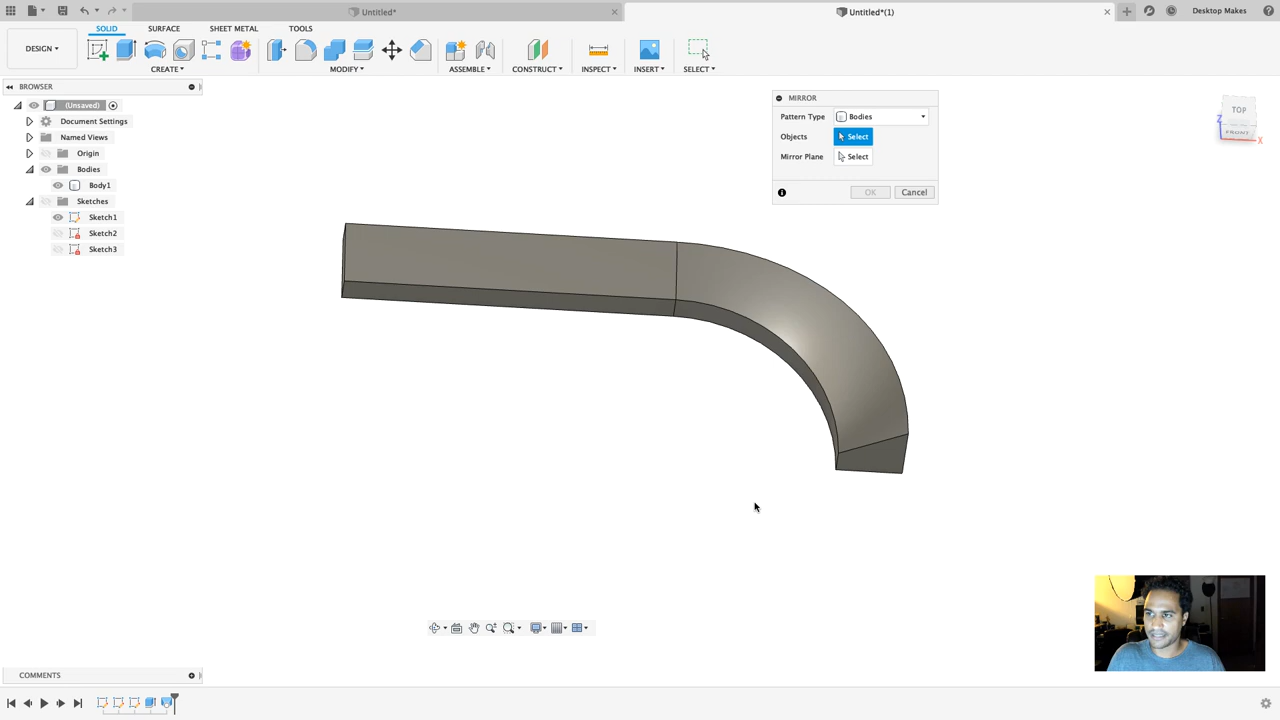 Untitled*
Untitled*(1)
Desktop Makes
SOLID
SURFACE
SHEET METAL
TOOLS
DESIGN
CREATE
MODIFY
ASSEMBLE
CONSTRUCT
INSPECT
INSERT
SELECT
BROWSER
(Unsaved)
Document Settings
Named Views
Origin
Bodies
Body1
Sketches
Sketch1
Sketch2
Sketch3
MIRROR
Pattern Type
Bodies
Objects
Select
Mirror Plane
Select
OK
Cancel
TOP
FRONT
Z
X
COMMENTS